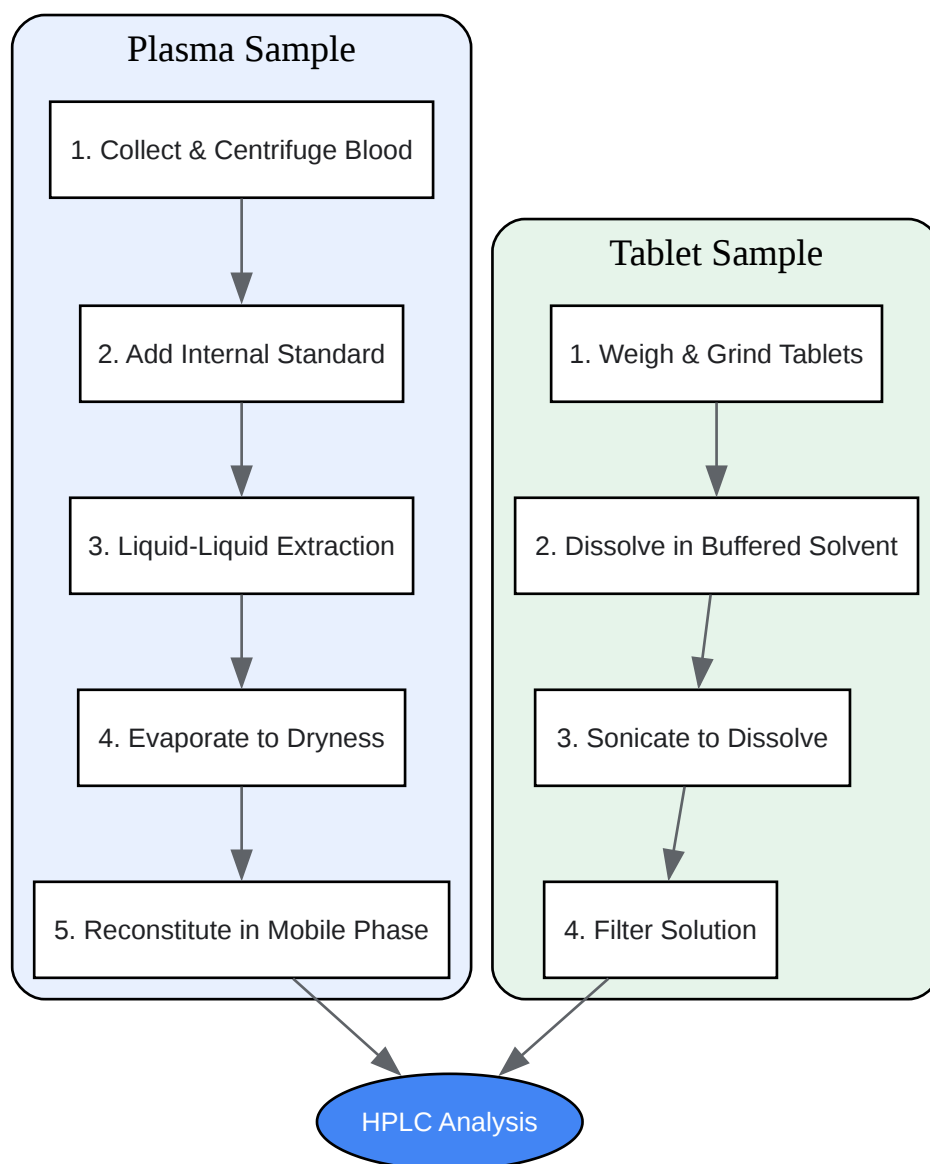 Plasma Sample
1. Collect & Centrifuge Blood
2. Add Internal Standard
3. Liquid-Liquid Extraction
4. Evaporate to Dryness
5. Reconstitute in Mobile Phase
Tablet Sample
1. Weigh & Grind Tablets
2. Dissolve in Buffered Solvent
3. Sonicate to Dissolve
4. Filter Solution
HPLC Analysis